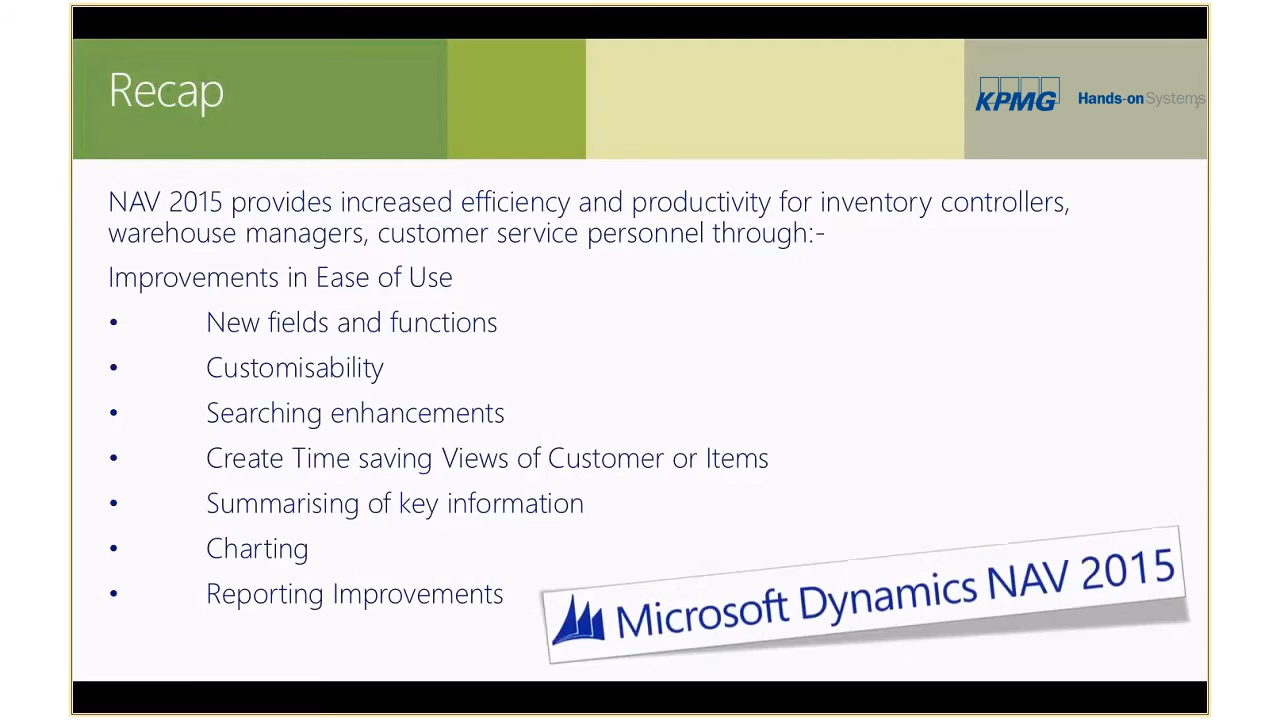 Recap
KPMG Hands-on Systems
NAV 2015 provides increased efficiency and productivity for inventory controllers,
warehouse managers, customer service personnel through:-
Improvements in Ease of Use
• New fields and functions
• Customisability
• Searching enhancements
• Create Time saving Views of Customer or Items
• Summarising of key information
• Charting
• Reporting Improvements
Microsoft Dynamics NAV 2015